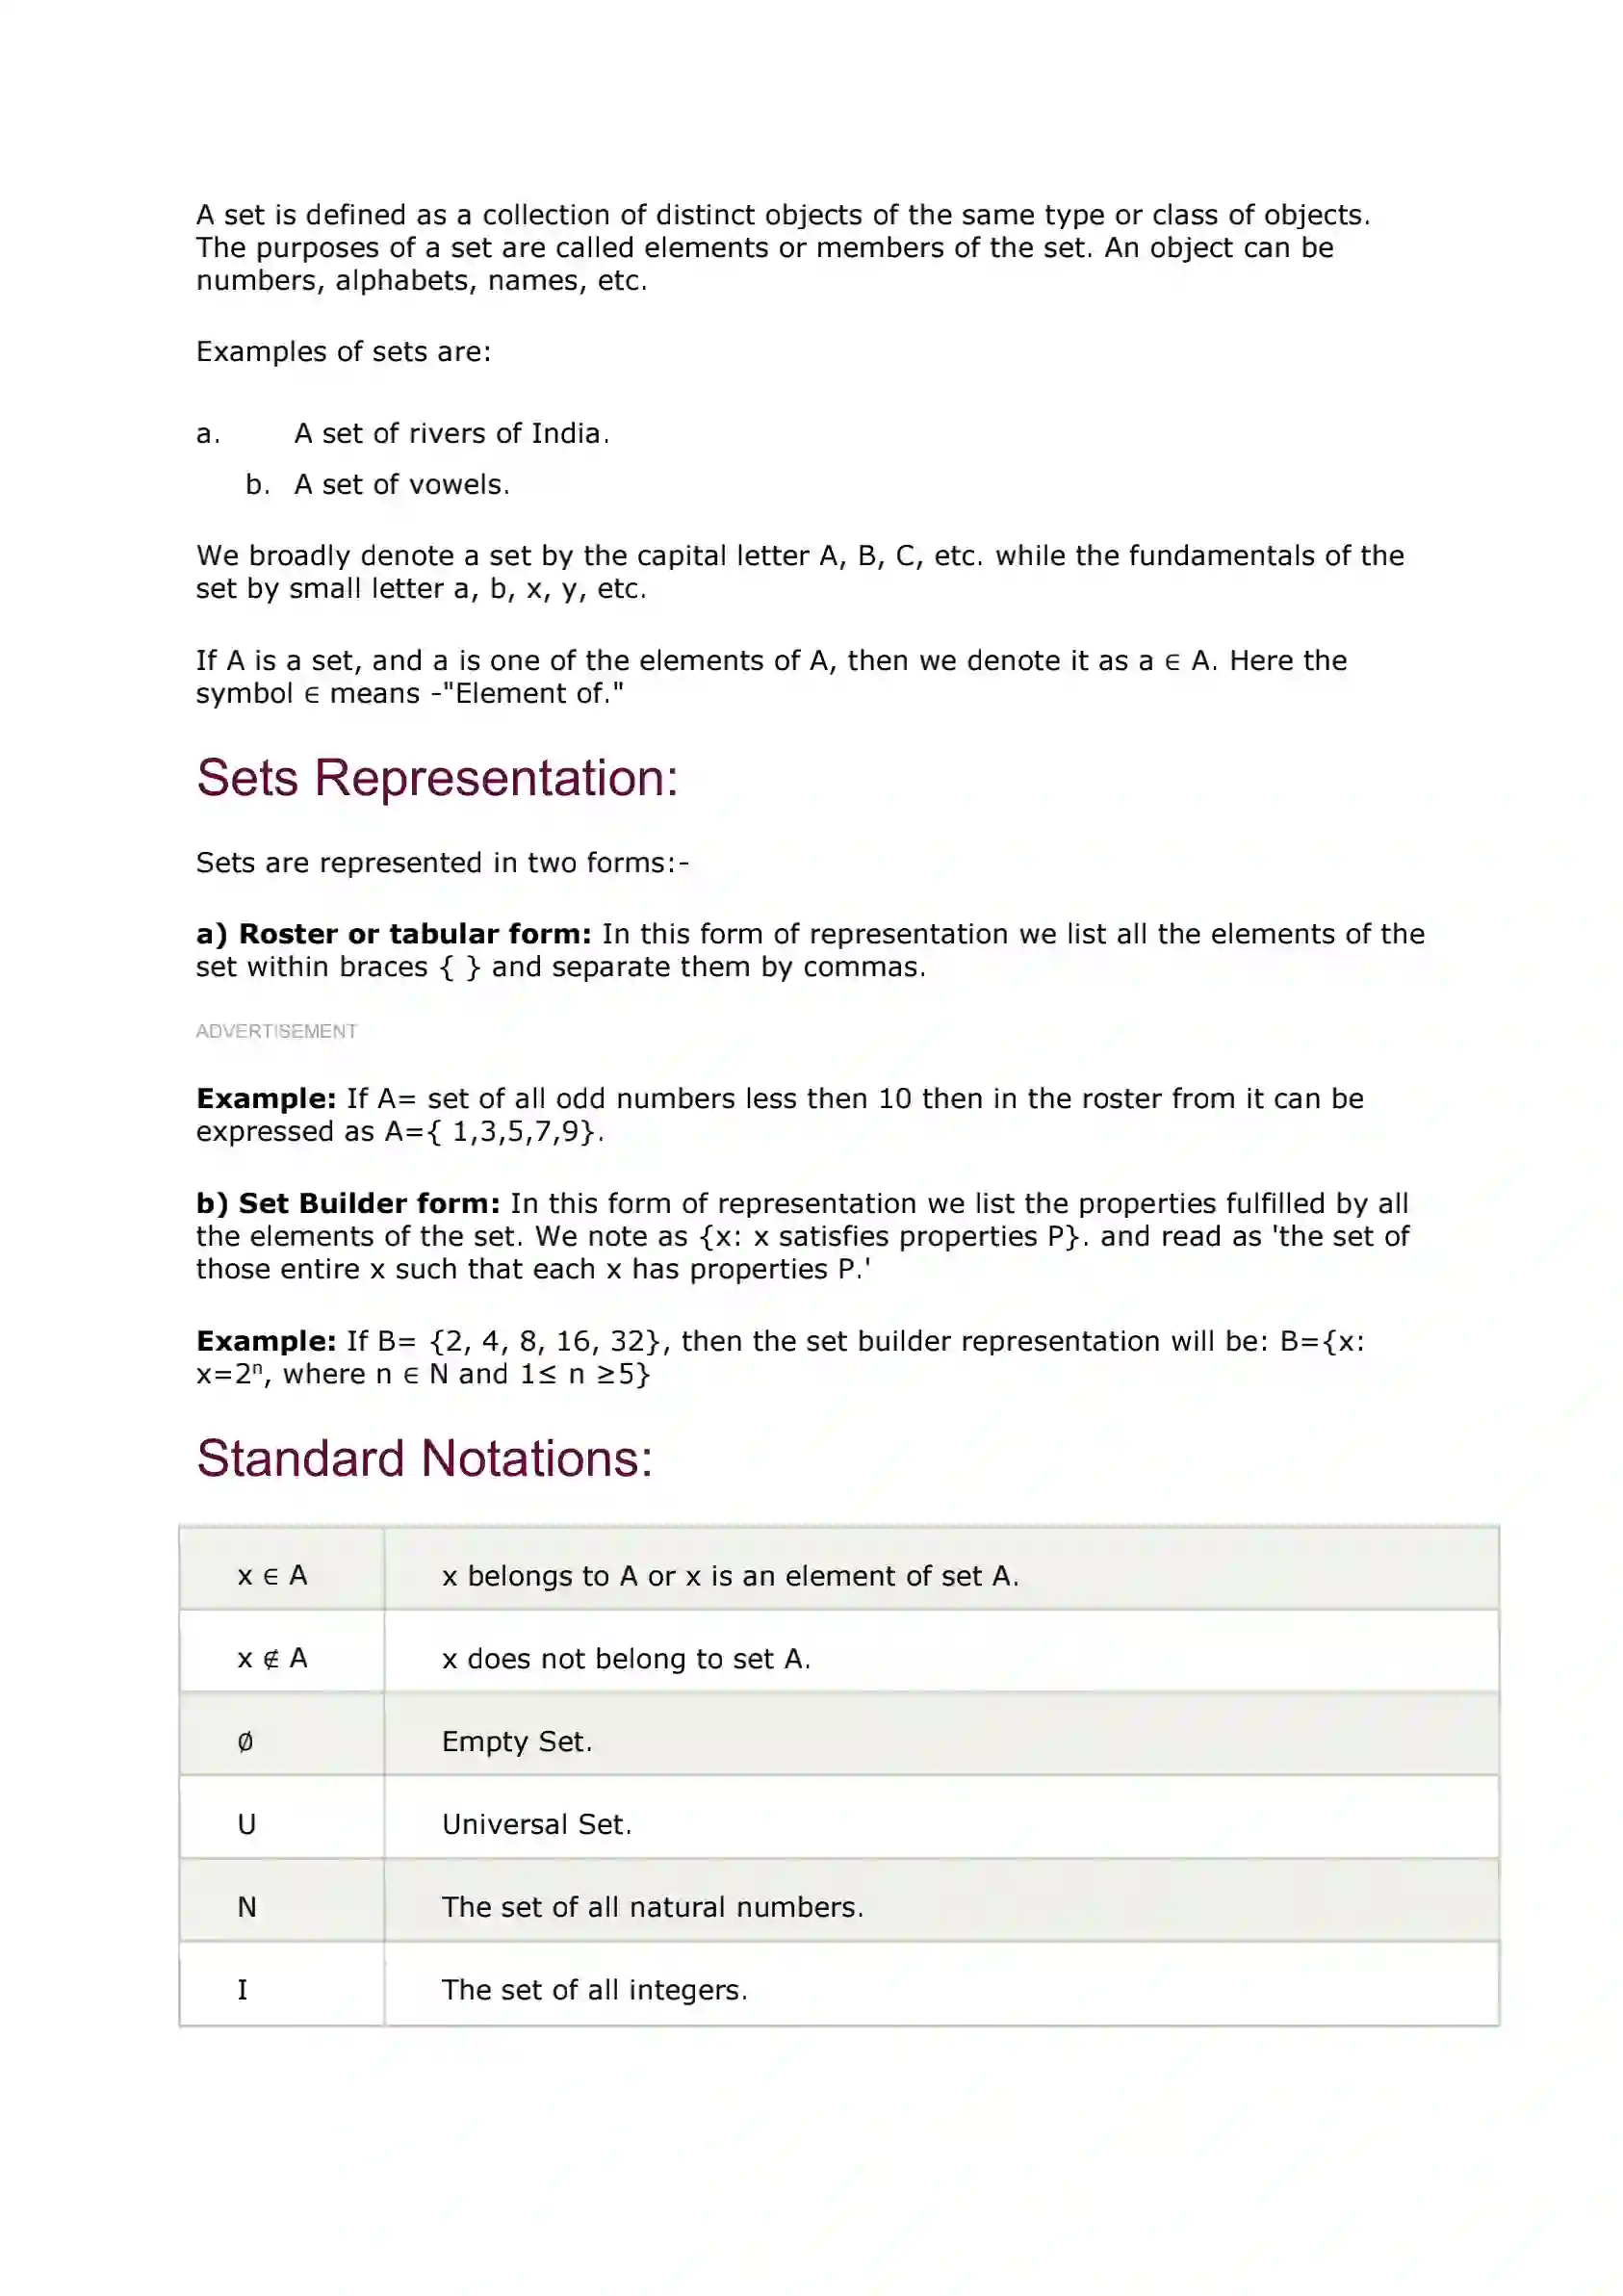 A set is defined as a collection of distinct objects of the same type or class of objects.
The purposes of a set are called elements or members of the set. An object can be
numbers, alphabets, names, etc.
Examples of sets are:
a. A set of rivers of India.
b. A set of vowels.
We broadly denote a set by the capital letter A, B, C, etc. while the fundamentals of the
set by small letter a, b, x, y, etc.
If A is a set, and a is one of the elements of A, then we denote it as a ∈ A. Here the
symbol ∈ means -"Element of."
Sets Representation:
Sets are represented in two forms:-
a) Roster or tabular form: In this form of representation we list all the elements of the
set within braces { } and separate them by commas.
ADVERTISEMENT
Example: If A= set of all odd numbers less then 10 then in the roster from it can be
expressed as A={ 1,3,5,7,9}.
b) Set Builder form: In this form of representation we list the properties fulfilled by all
the elements of the set. We note as {x: x satisfies properties P}. and read as 'the set of
those entire x such that each x has properties P.'
Example: If B= {2, 4, 8, 16, 32}, then the set builder representation will be: B={x:
x=2ⁿ, where n ∈ N and 1≤ n ≥5}
Standard Notations:
x ∈ A x belongs to A or x is an element of set A.
x ∉ A x does not belong to set A.
∅ Empty Set.
U Universal Set.
N The set of all natural numbers.
I The set of all integers.